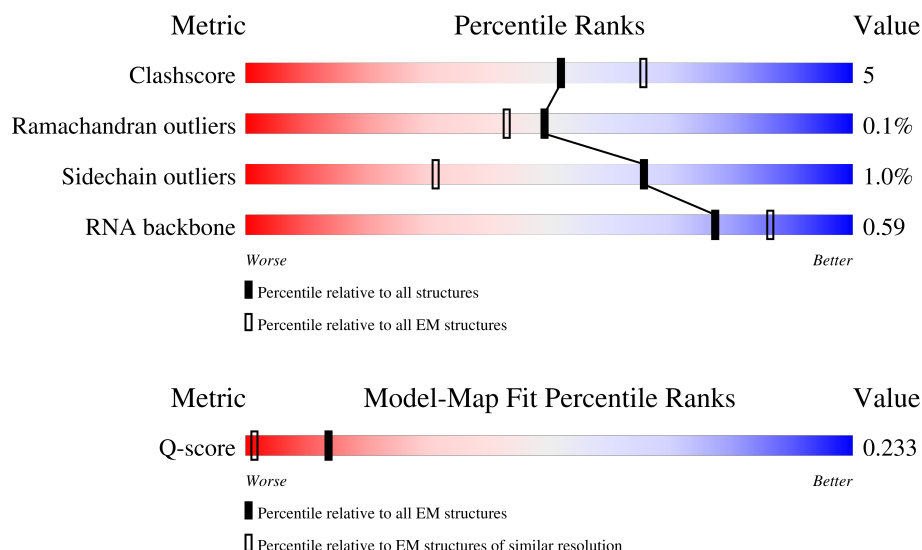 Metric Percentile Ranks Value
Clashscore 5
Ramachandran outliers 0.1%
Sidechain outliers 1.0%
RNA backbone 0.59
Worse Better
Percentile relative to all structures
Percentile relative to all EM structures
Metric Model-Map Fit Percentile Ranks Value
Q-score 0.233
Worse Better
Percentile relative to all EM structures
Percentile relative to EM structures of similar resolution